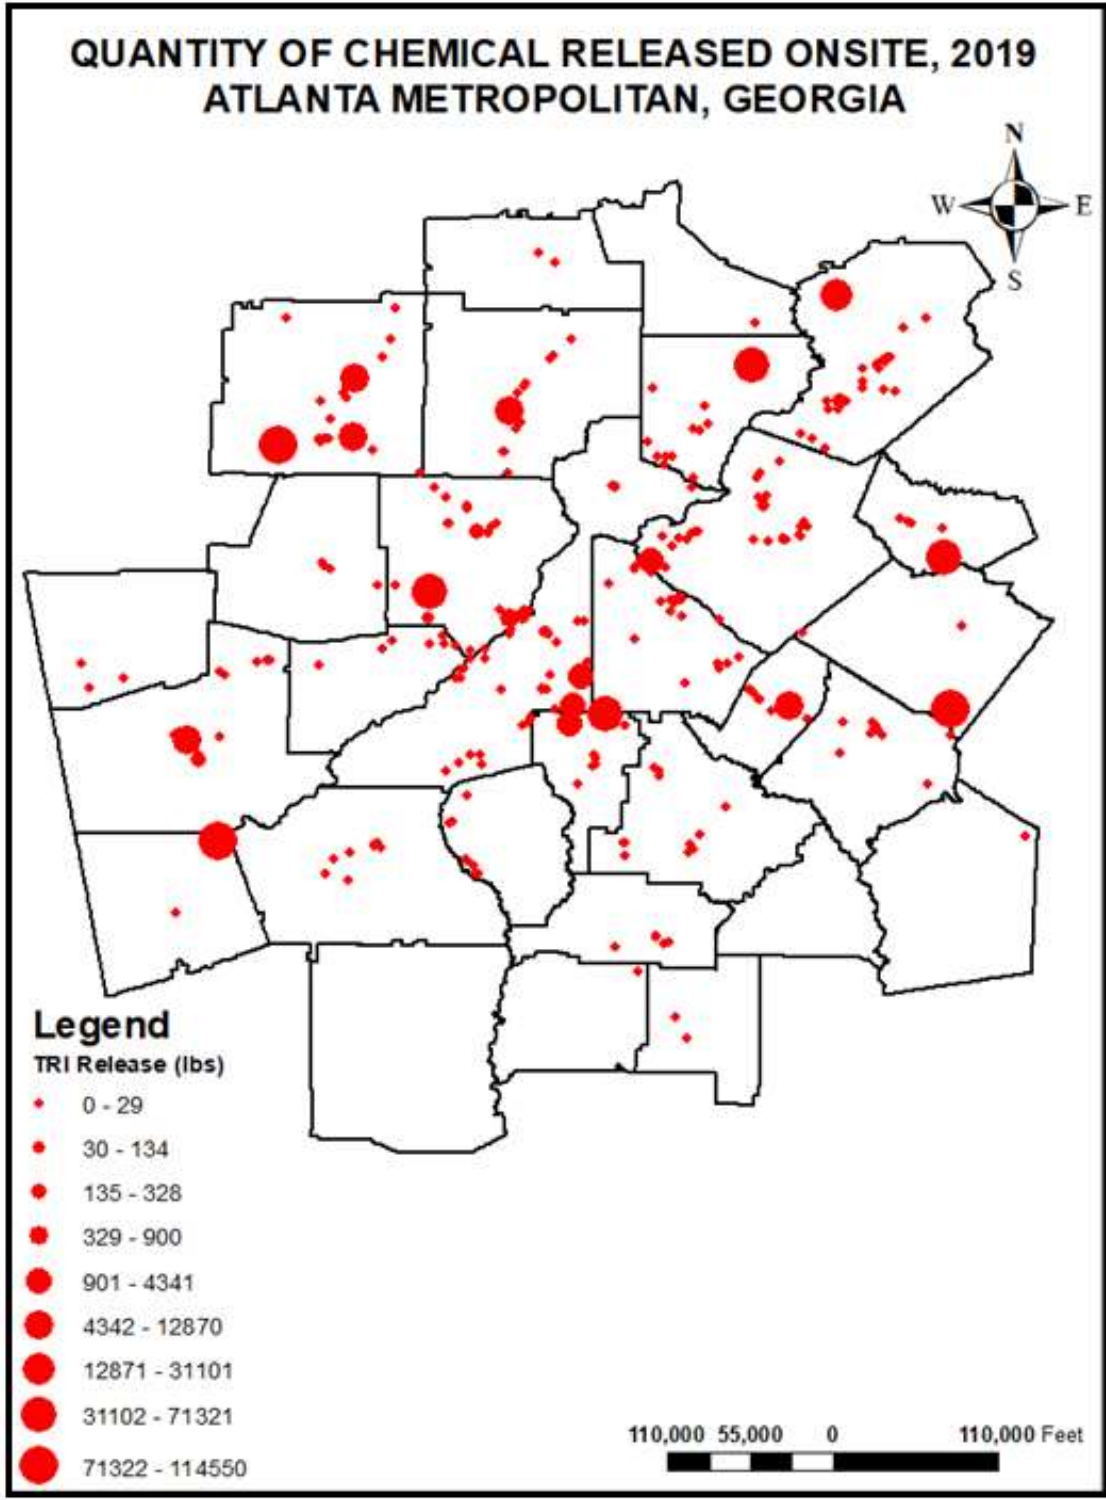 QUANTITY OF CHEMICAL RELEASED ONSITE, 2019
ATLANTA METROPOLITAN, GEORGIA
N
W E
S
Legend
TRI Release (lbs)
0 - 29
30 - 134
135 - 328
329 - 900
901 - 4341
4342 - 12870
12871 - 31101
31102 - 71321
71322 - 114550
110,000 55,000 0 110,000 Feet